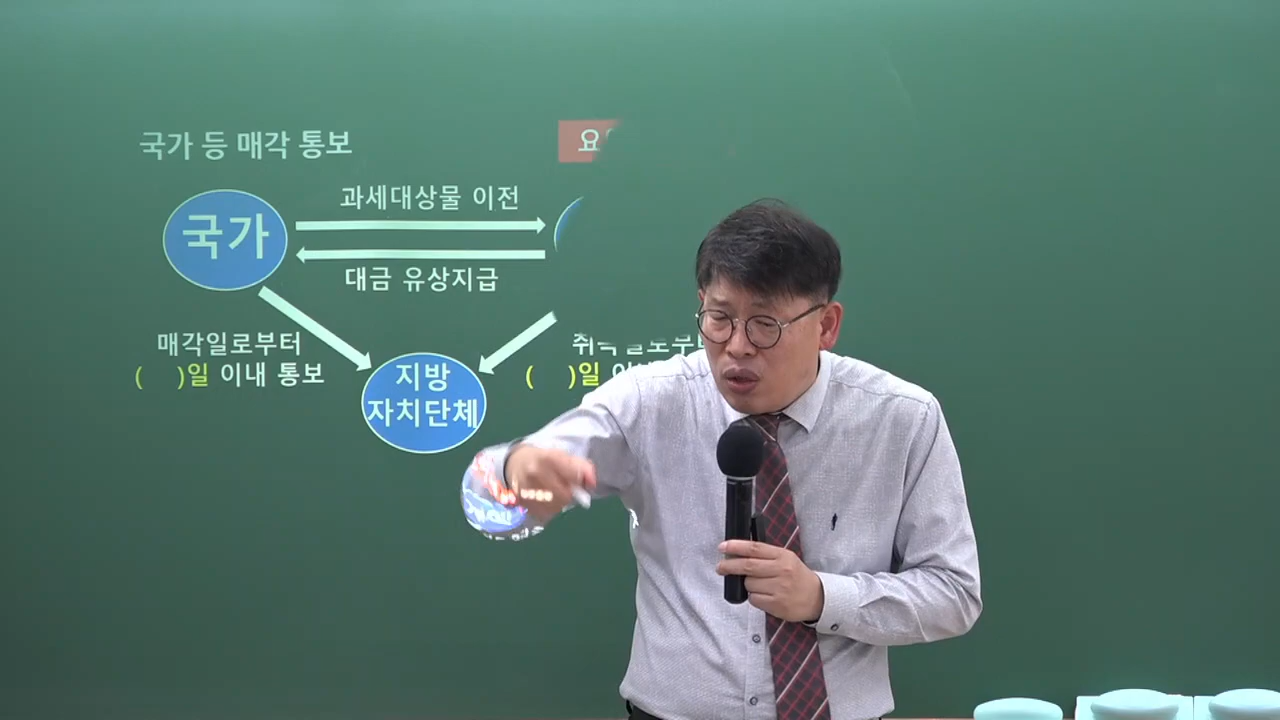 국가 등 매각 통보
과세대상물 이전
국가
대금 유상지급
매각일로부터
(    )일 이내 통보
지방
자치단체
(    )일